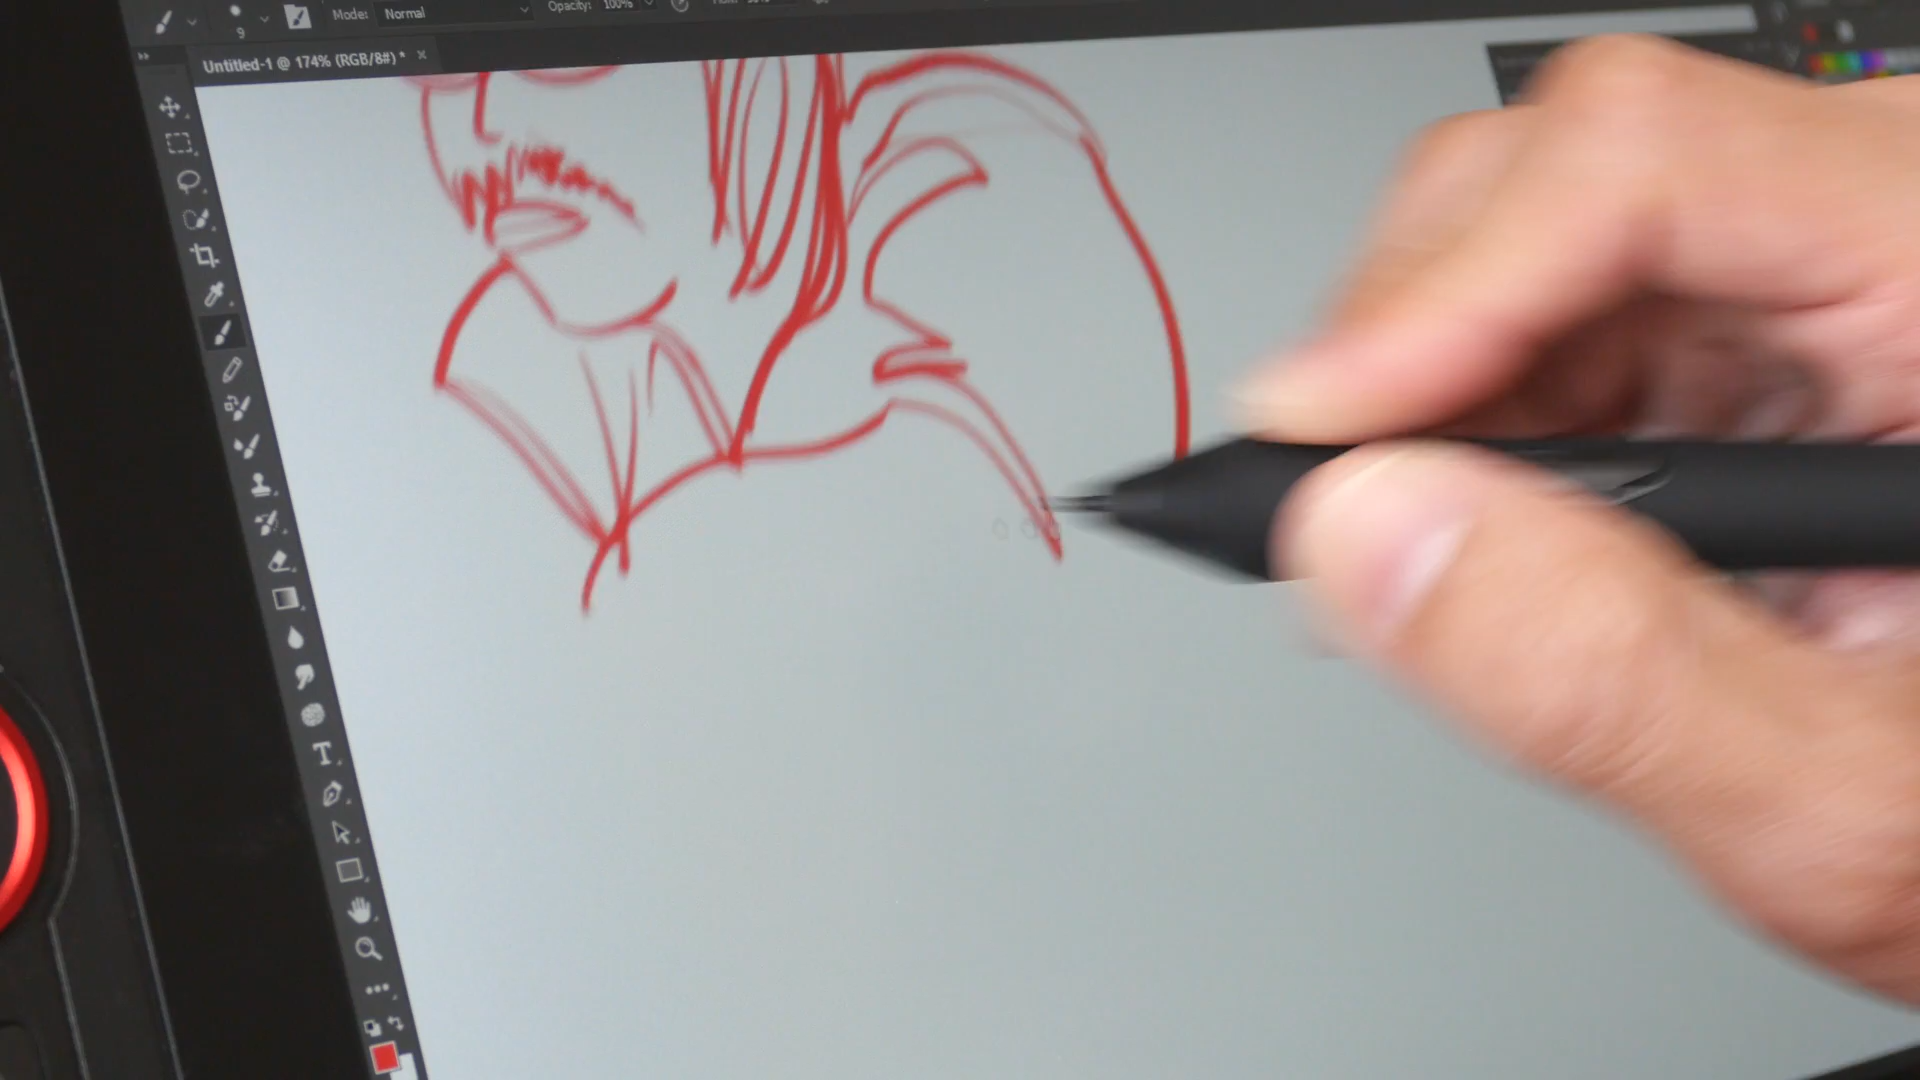 9 Mode: Normal Opacity: 100%
Untitled-1 @ 174% (RGB/8#) * ×